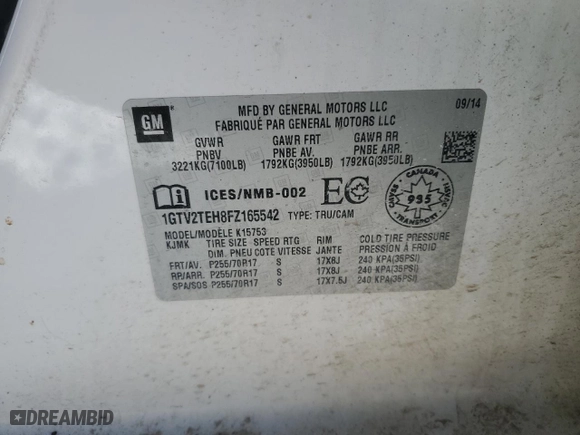 GM
MFD BY GENERAL MOTORS LLC 09/14
FABRIQUÉ PAR GENERAL MOTORS LLC
GVWR GAWR FRT GAWR RR
PNBV PNBE AV. PNBE ARR.
3221KG(7100LB) 1792KG(3950LB) 1792KG(3950LB)
ICES/NMB-002 EC
CANADA 935 TRANSPORT
1GTV2TEH8FZ165542 TYPE: TRU/CAM
MODEL/MODÈLE K15753
KJMK TIRE SIZE SPEED RTG RIM COLD TIRE PRESSURE
DIM. PNEU COTE VITESSE JANTE PRESSION À FROID
FRT/AV. P255/70R17 S 17X8J 240 KPA(35PSI)
RP/ARR. P255/70R17 S 17X8J 240 KPA(35PSI)
SPA/SOS P255/70R17 S 17X7.5J 240 KPA(35PSI)
DREAMBID